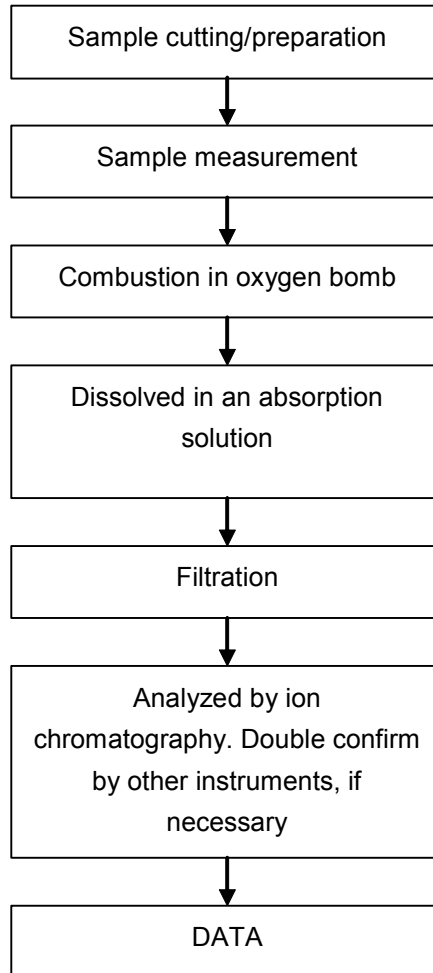 Sample cutting/preparation
Sample measurement
Combustion in oxygen bomb
Dissolved in an absorption
solution
Filtration
Analyzed by ion
chromatography. Double confirm
by other instruments, if
necessary
DATA